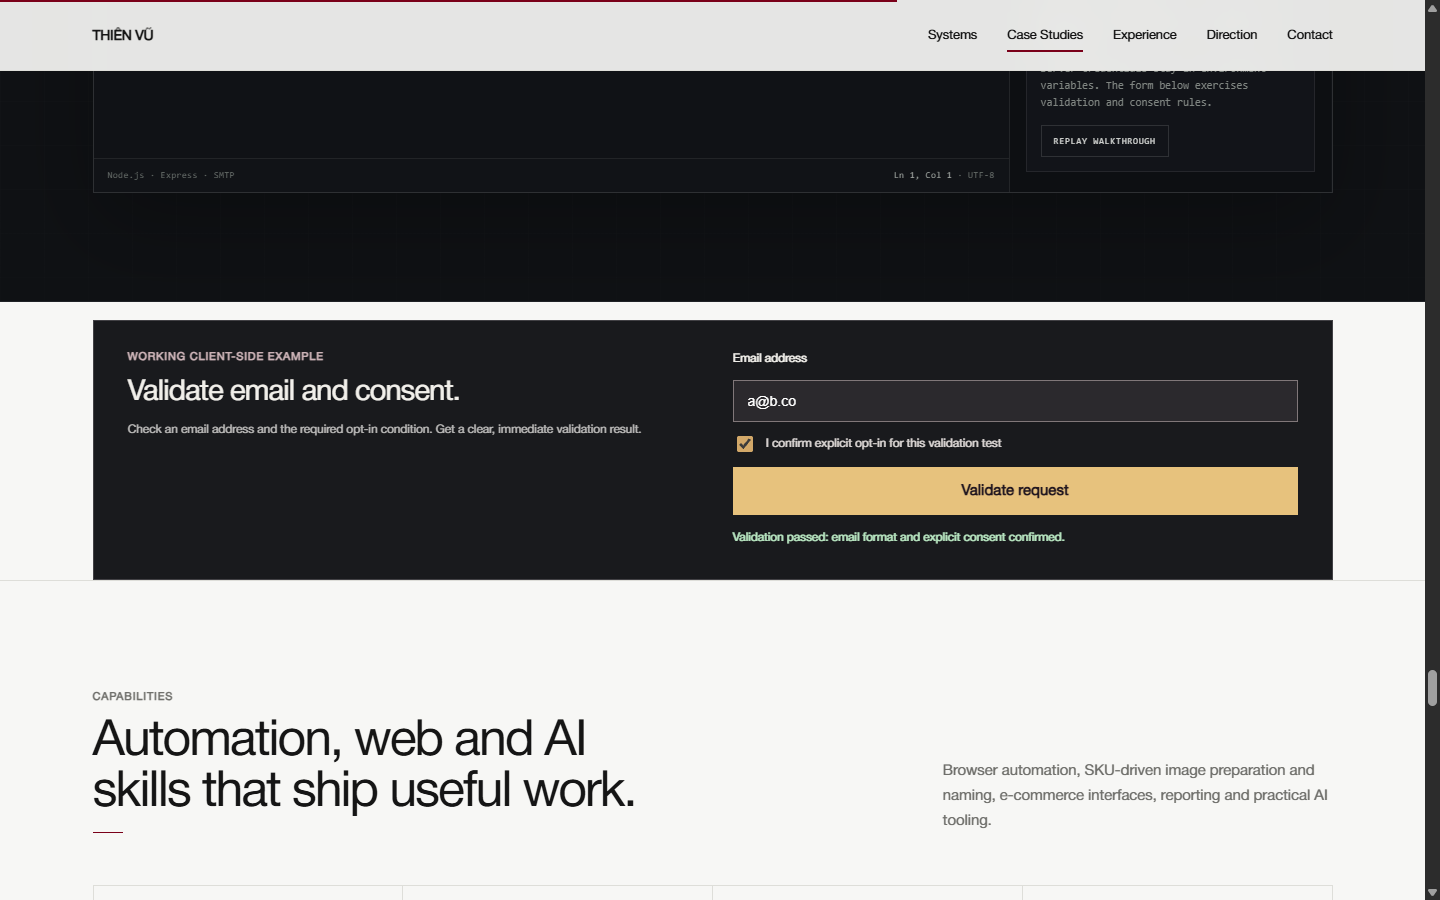 THIÊN VŨ
Systems
Case Studies
Experience
Direction
Contact
variables. The form below exercises
validation and consent rules.
REPLAY WALKTHROUGH
Node.js · Express · SMTP
Ln 1, Col 1 · UTF-8
WORKING CLIENT-SIDE EXAMPLE
Validate email and consent.
Check an email address and the required opt-in condition. Get a clear, immediate validation result.
Email address
a@b.co
I confirm explicit opt-in for this validation test
Validate request
Validation passed: email format and explicit consent confirmed.
CAPABILITIES
Automation, web and AI
skills that ship useful work.
Browser automation, SKU-driven image preparation and
naming, e-commerce interfaces, reporting and practical AI
tooling.